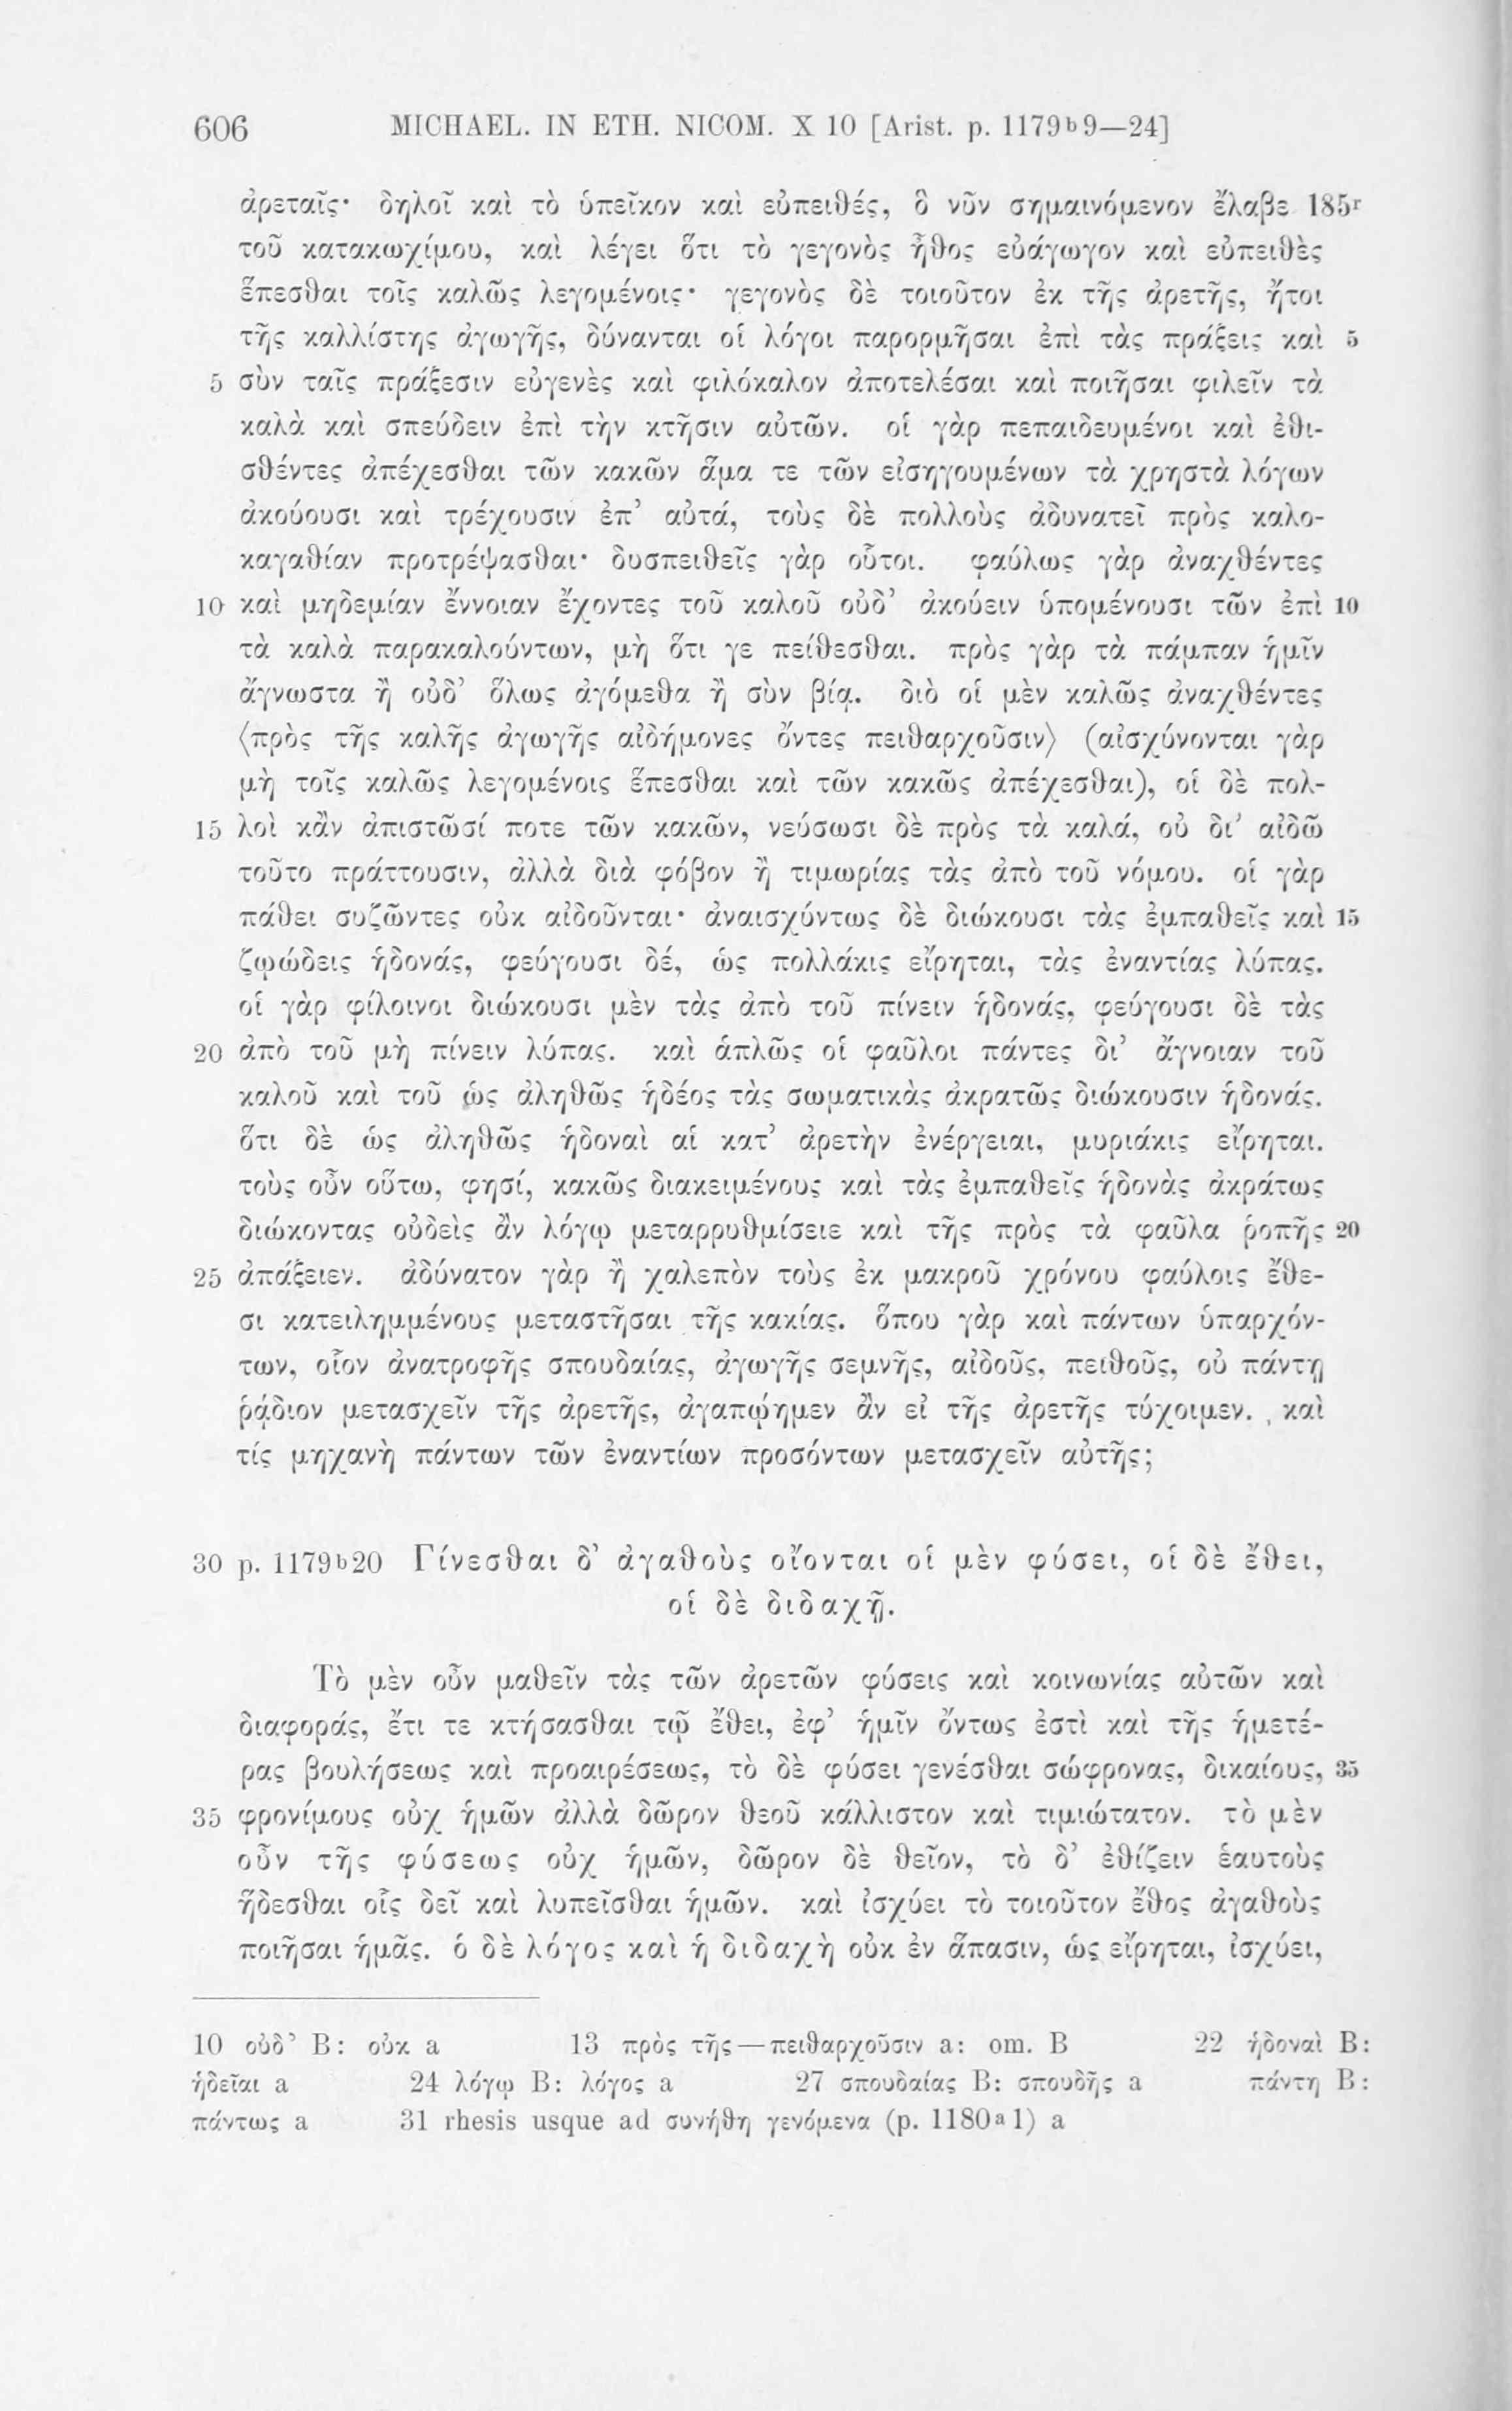 606 MICHAEL. IN ETH. NICOM. X 10 [Arist. p. 1179ᵇ9—24]
ἀρεταῖς· δηλοῖ καὶ τὸ ὑπεῖκον καὶ εὐπειθές, ὃ νῦν σημαινόμενον ἔλαβε 185ʳ
τοῦ κατακωχίμου, καὶ λέγει ὅτι τὸ γεγονὸς ἦθος εὐάγωγον καὶ εὐπειθὲς
ἕπεσθαι τοῖς καλῶς λεγομένοις· γεγονὸς δὲ τοιοῦτον ἐκ τῆς ἀρετῆς, ἤτοι
τῆς καλλίστης ἀγωγῆς, δύνανται οἱ λόγοι παρορμῆσαι ἐπὶ τὰς πράξεις καὶ 5
5 σὺν ταῖς πράξεσιν εὐγενὲς καὶ φιλόκαλον ἀποτελέσαι καὶ ποιῆσαι φιλεῖν τὰ
καλὰ καὶ σπεύδειν ἐπὶ τὴν κτῆσιν αὐτῶν. οἱ γὰρ πεπαιδευμένοι καὶ ἐθι-
σθέντες ἀπέχεσθαι τῶν κακῶν ἅμα τε τῶν εἰσηγουμένων τὰ χρηστὰ λόγων
ἀκούουσι καὶ τρέχουσιν ἐπ’ αὐτά, τοὺς δὲ πολλοὺς ἀδυνατεῖ πρὸς καλο-
καγαθίαν προτρέψασθαι· δυσπειθεῖς γὰρ οὗτοι. φαύλως γὰρ ἀναχθέντες
10 καὶ μηδεμίαν ἔννοιαν ἔχοντες τοῦ καλοῦ οὐδ’ ἀκούειν ὑπομένουσι τῶν ἐπὶ 10
τὰ καλὰ παρακαλούντων, μὴ ὅτι γε πείθεσθαι. πρὸς γὰρ τὰ πάμπαν ἡμῖν
ἄγνωστα ἢ οὐδ’ ὅλως ἀγόμεθα ἢ σὺν βίᾳ. διὸ οἱ μὲν καλῶς ἀναχθέντες
⟨πρὸς τῆς καλῆς ἀγωγῆς αἰδήμονες ὄντες πειθαρχοῦσιν⟩ (αἰσχύνονται γὰρ
μὴ τοῖς καλῶς λεγομένοις ἕπεσθαι καὶ τῶν κακῶς ἀπέχεσθαι), οἱ δὲ πολ-
15 λοὶ κἂν ἀπιστῶσί ποτε τῶν κακῶν, νεύσωσι δὲ πρὸς τὰ καλά, οὐ δι’ αἰδῶ
τοῦτο πράττουσιν, ἀλλὰ διὰ φόβον ἢ τιμωρίας τὰς ἀπὸ τοῦ νόμου. οἱ γὰρ
πάθει συζῶντες οὐκ αἰδοῦνται· ἀναισχύντως δὲ διώκουσι τὰς ἐμπαθεῖς καὶ 15
ζῳώδεις ἡδονάς, φεύγουσι δέ, ὡς πολλάκις εἴρηται, τὰς ἐναντίας λύπας.
οἱ γὰρ φίλοινοι διώκουσι μὲν τὰς ἀπὸ τοῦ πίνειν ἡδονάς, φεύγουσι δὲ τὰς
20 ἀπὸ τοῦ μὴ πίνειν λύπας. καὶ ἁπλῶς οἱ φαῦλοι πάντες δι’ ἄγνοιαν τοῦ
καλοῦ καὶ τοῦ ὡς ἀληθῶς ἡδέος τὰς σωματικὰς ἀκρατῶς διώκουσιν ἡδονάς.
ὅτι δὲ ὡς ἀληθῶς ἡδοναὶ αἱ κατ’ ἀρετὴν ἐνέργειαι, μυριάκις εἴρηται.
τοὺς οὖν οὕτω, φησί, κακῶς διακειμένους καὶ τὰς ἐμπαθεῖς ἡδονὰς ἀκράτως
διώκοντας οὐδεὶς ἂν λόγῳ μεταρρυθμίσειε καὶ τῆς πρὸς τὰ φαῦλα ῥοπῆς 20
25 ἀπάξειεν. ἀδύνατον γὰρ ἢ χαλεπὸν τοὺς ἐκ μακροῦ χρόνου φαύλοις ἔθε-
σι κατειλημμένους μεταστῆσαι τῆς κακίας. ὅπου γὰρ καὶ πάντων ὑπαρχόν-
των, οἷον ἀνατροφῆς σπουδαίας, ἀγωγῆς σεμνῆς, αἰδοῦς, πειθοῦς, οὐ πάντῃ
ῥᾴδιον μετασχεῖν τῆς ἀρετῆς, ἀγαπῴημεν ἂν εἰ τῆς ἀρετῆς τύχοιμεν. καὶ
τίς μηχανὴ πάντων τῶν ἐναντίων προσόντων μετασχεῖν αὐτῆς;
30 p. 1179ᵇ20 Γίνεσθαι δ’ ἀγαθοὺς οἴονται οἱ μὲν φύσει, οἱ δὲ ἔθει,
οἱ δὲ διδαχῇ.
Τὸ μὲν οὖν μαθεῖν τὰς τῶν ἀρετῶν φύσεις καὶ κοινωνίας αὐτῶν καὶ
διαφοράς, ἔτι τε κτήσασθαι τῷ ἔθει, ἐφ’ ἡμῖν ὄντως ἐστὶ καὶ τῆς ἡμετέ-
ρας βουλήσεως καὶ προαιρέσεως, τὸ δὲ φύσει γενέσθαι σώφρονας, δικαίους, 35
35 φρονίμους οὐχ ἡμῶν ἀλλὰ δῶρον θεοῦ κάλλιστον καὶ τιμιώτατον. τὸ μὲν
οὖν τῆς φύσεως οὐχ ἡμῶν, δῶρον δὲ θεῖον, τὸ δ’ ἐθίζειν ἑαυτοὺς
ἥδεσθαι οἷς δεῖ καὶ λυπεῖσθαι ἡμῶν. καὶ ἰσχύει τὸ τοιοῦτον ἔθος ἀγαθοὺς
ποιῆσαι ἡμᾶς. ὁ δὲ λόγος καὶ ἡ διδαχὴ οὐκ ἐν ἅπασιν, ὡς εἴρηται, ἰσχύει,
10 οὐδ’ B: οὐκ a 13 πρὸς τῆς—πειθαρχοῦσιν a: om. B 22 ἡδοναὶ B:
ἡδεῖαι a 24 λόγῳ B: λόγος a 27 σπουδαίας B: σπουδῆς a πάντῃ B:
πάντως a 31 rhesis usque ad συνήθη γενόμενα (p. 1180ᵃ1) a